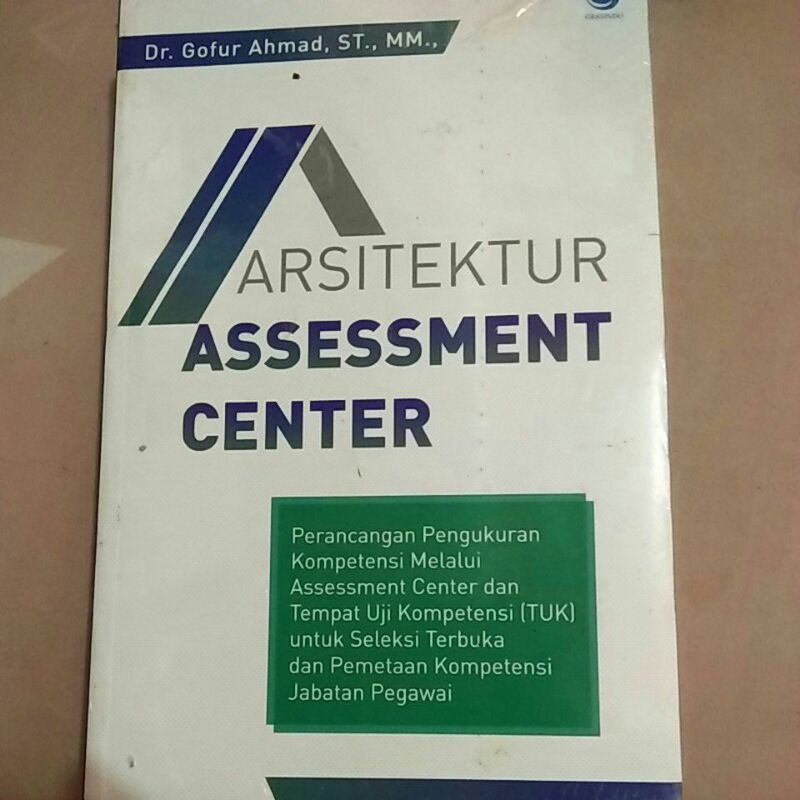 Dr. Gofur Ahmad, ST., MM.,
GRASINDO
ARSITEKTUR
ASSESSMENT
CENTER
Perancangan Pengukuran
Kompetensi Melalui
Assessment Center dan
Tempat Uji Kompetensi (TUK)
untuk Seleksi Terbuka
dan Pemetaan Kompetensi
Jabatan Pegawai